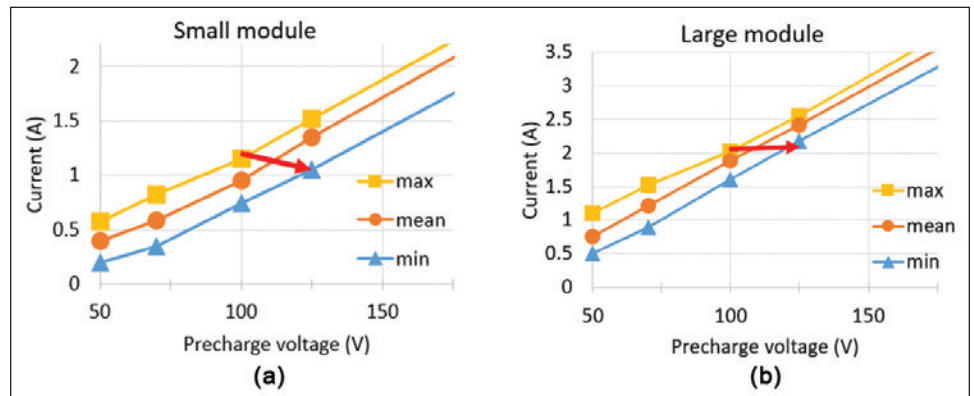 Small module
2
1.5
1
0.5
0
Current (A)
max
mean
min
50
100
150
Precharge voltage (V)
(a)
Large module
3.5
3
2.5
2
1.5
1
0.5
0
Current (A)
max
mean
min
50
100
150
Precharge voltage (V)
(b)